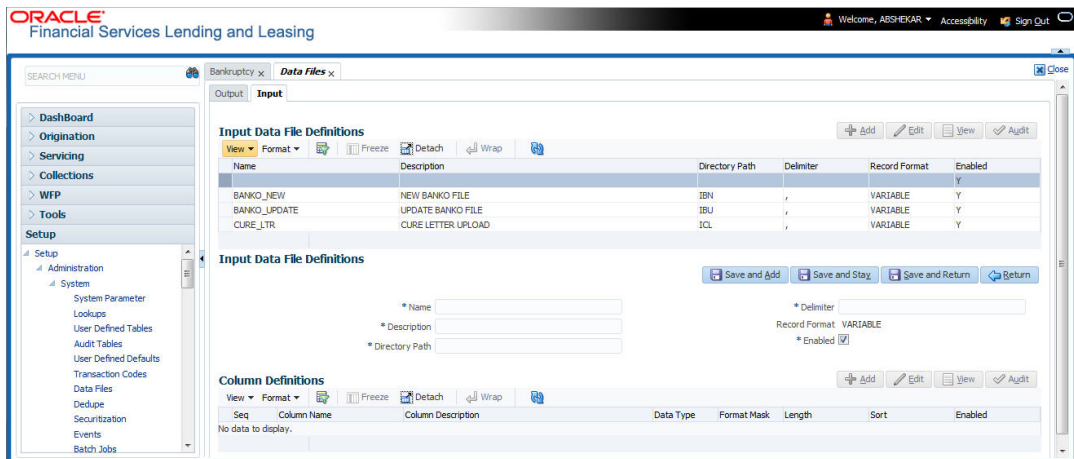 ORACLE
Financial Services Lending and Leasing
Welcome, ABSHEKAR Accessibility Sign Out
SEARCH MENU
Bankruptcy x Data Files x
Close
Output Input
DashBoard
Origination
Servicing
Collections
WFP
Tools
Setup
Setup
Administration
System
System Parameter
Lookups
User Defined Tables
Audit Tables
User Defined Defaults
Transaction Codes
Data Files
Dedupe
Securitization
Events
Batch Jobs
Input Data File Definitions
Add Edit View Audit
View Format Freeze Detach Wrap
Name Description Directory Path Delimiter Record Format Enabled
Y
BANKO_NEW NEW BANKO FILE IBN , VARIABLE Y
BANKO_UPDATE UPDATE BANKO FILE IBU , VARIABLE Y
CURE_LTR CURE LETTER UPLOAD ICL , VARIABLE Y
Input Data File Definitions
Save and Add Save and Stay Save and Return Return
* Name
* Description
* Directory Path
* Delimiter
Record Format VARIABLE
* Enabled
Column Definitions
Add Edit View Audit
View Format Freeze Detach Wrap
Seq Column Name Column Description Data Type Format Mask Length Sort Enabled
No data to display.